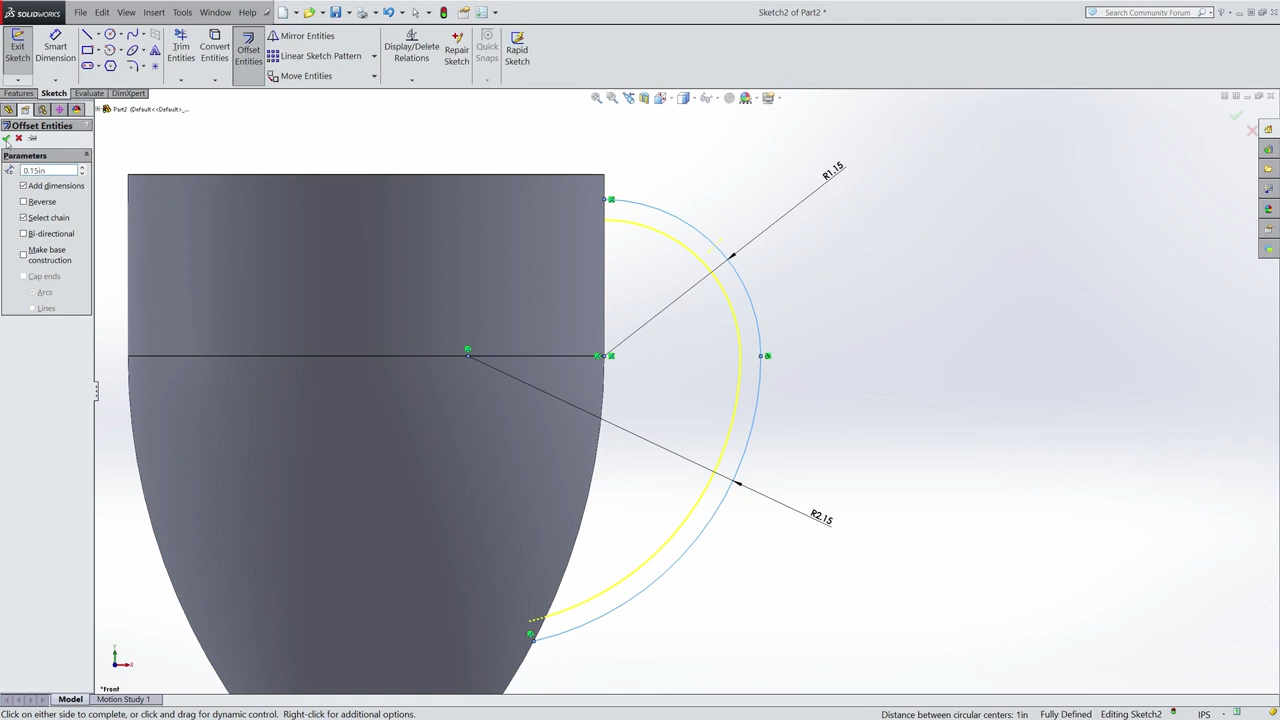 SOLIDWORKS
File Edit View Insert Tools Window Help
Sketch2 of Part2 *
Search Community Forum
Exit Sketch
Smart Dimension
Trim Entities
Convert Entities
Offset Entities
Mirror Entities
Linear Sketch Pattern
Move Entities
Display/Delete Relations
Repair Sketch
Quick Snaps
Rapid Sketch
Features Sketch Evaluate DimXpert
Part2 (Default<<Default>_...
Offset Entities
Parameters
0.15in
Add dimensions
Reverse
Select chain
Bi-directional
Make base construction
Cap ends
Arcs
Lines
R1.15
R2.15
Y
X
*Front
Model Motion Study 1
Click on either side to complete, or click and drag for dynamic control. Right-click for additional options.
Distance between circular centers: 1in Fully Defined Editing Sketch2 IPS